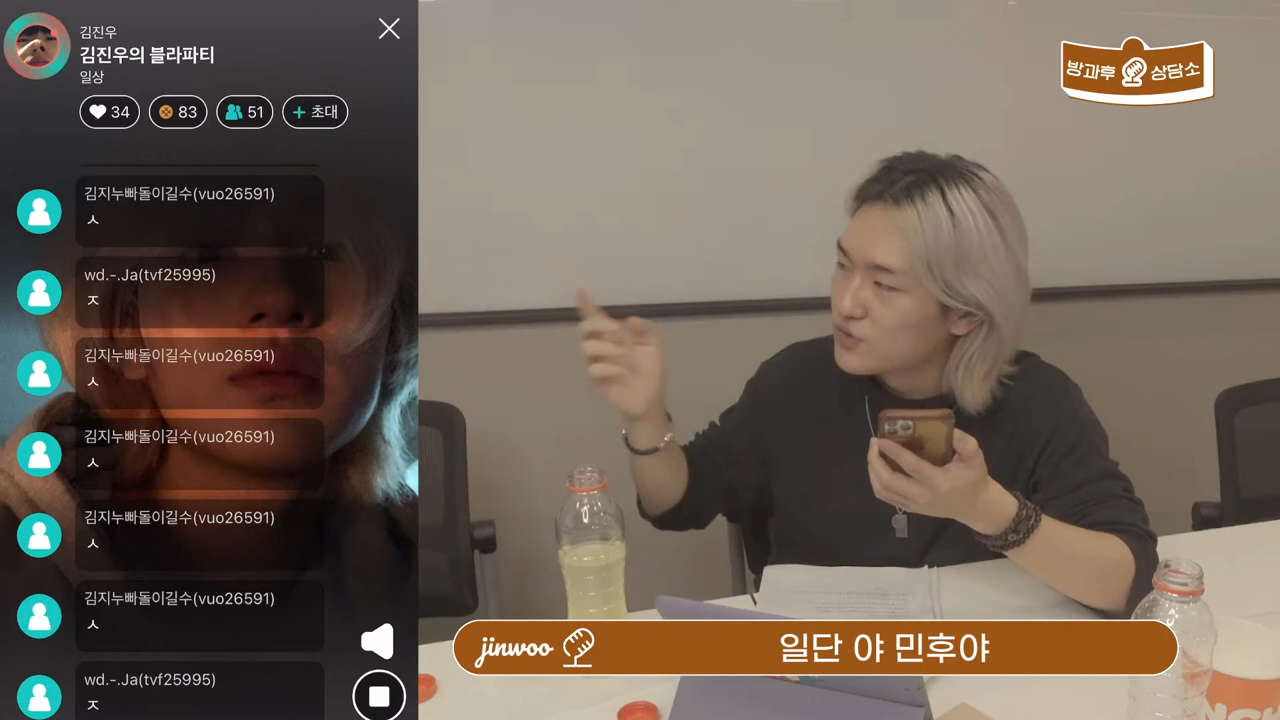 김진우
김진우의 블라파티
일상
34
83
51
+ 초대
김지누빠돌이길수(vuo26591)
ㅅ
wd.-.Ja(tvf25995)
ㅈ
김지누빠돌이길수(vuo26591)
ㅅ
김지누빠돌이길수(vuo26591)
ㅅ
김지누빠돌이길수(vuo26591)
ㅅ
김지누빠돌이길수(vuo26591)
ㅅ
wd.-.Ja(tvf25995)
ㅈ
방과후 상담소
jinwoo
일단 야 민후야